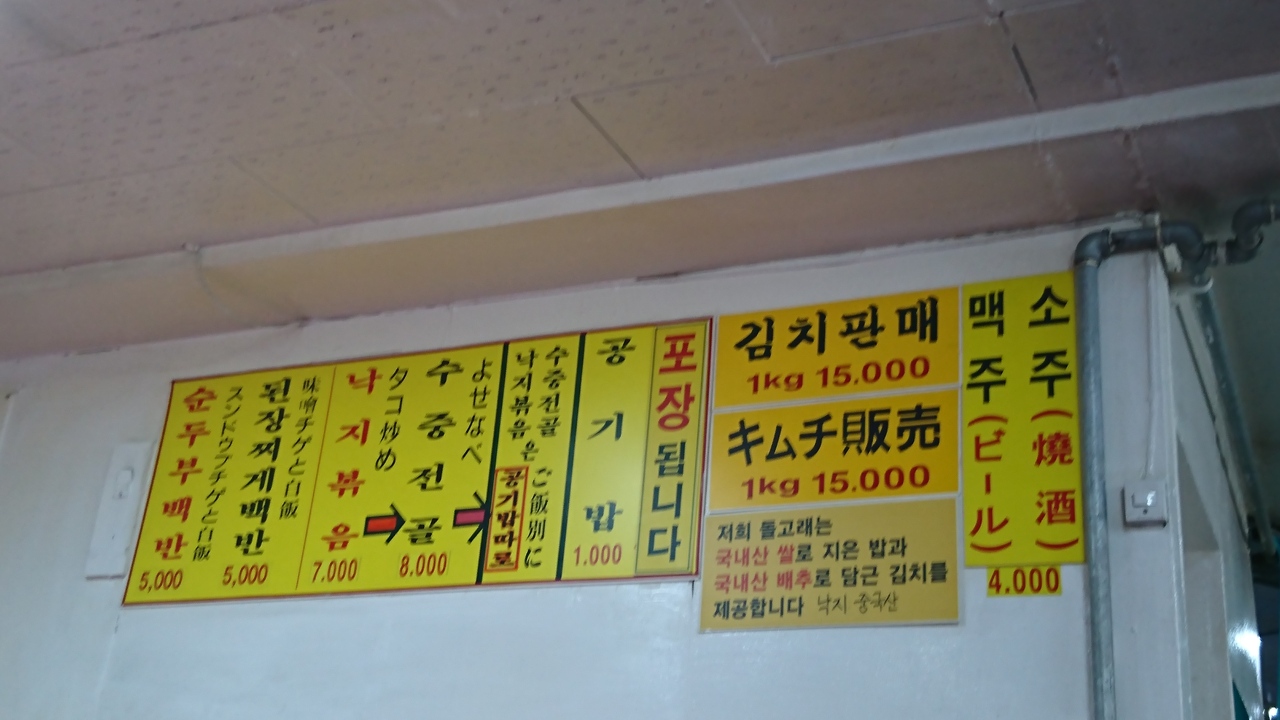 순두부백반
スンドウフチゲと白飯
5,000
된장찌게백반
味噌チゲと白飯
5,000
낙지볶음
タコ炒め
7.000
수중전골
よせなべ
8.000
수중전골
낙지볶음은
공기밥따로
ご飯別に
공기밥
1.000
포장됩니다
김치판매
1kg 15.000
キムチ販売
1kg 15.000
저희 돌고래는
국내산 쌀로 지은 밥과
국내산 배추로 담근 김치를
제공합니다 낙지 중국산
맥주(ビール)
소주(燒酒)
4.000